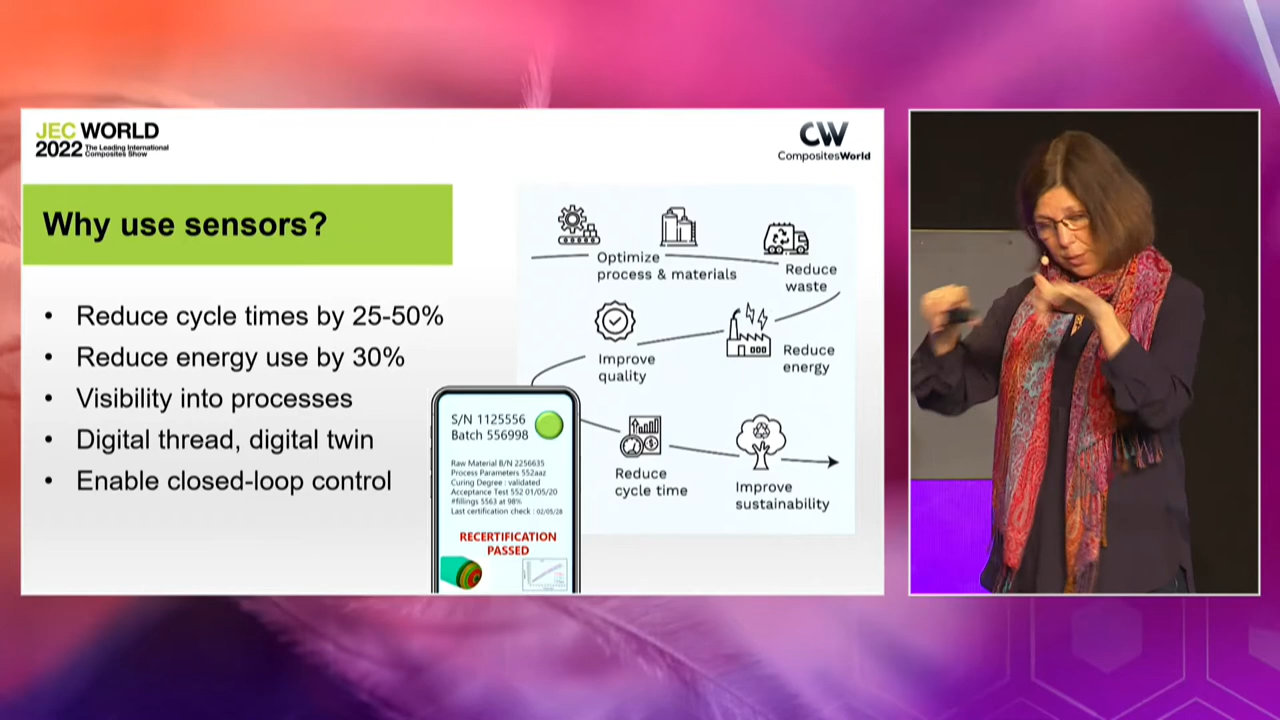 JEC WORLD
2022 The Leading International
Composites Show
CW
CompositesWorld
Why use sensors?
• Reduce cycle times by 25-50%
• Reduce energy use by 30%
• Visibility into processes
• Digital thread, digital twin
• Enable closed-loop control
Optimize
process & materials
Reduce
waste
Improve
quality
Reduce
energy
Reduce
cycle time
Improve
sustainability
S/N 1125556
Batch 556998
Raw Material B/N 2256635
Process Parameters 552aaz
Curing Degree : validated
Acceptance Test 552 01/05/20
#fillings 5563 at 98%
Last certification check : 02/05/28
RECERTIFICATION
PASSED